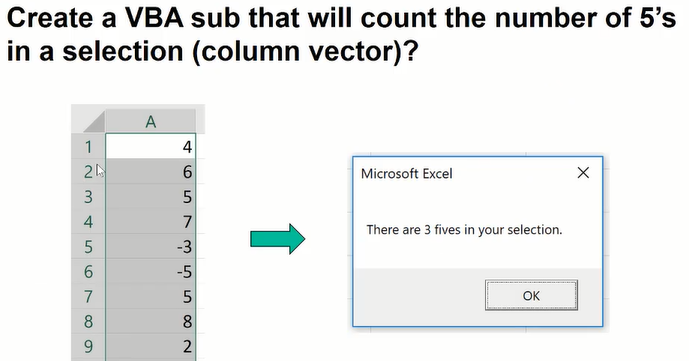 Create a VBA sub that will count the number of 5’s
in a selection (column vector)?
A
1 4
2 6
3 5
4 7
5 -3
6 -5
7 5
8 8
9 2
Microsoft Excel
There are 3 fives in your selection.
OK